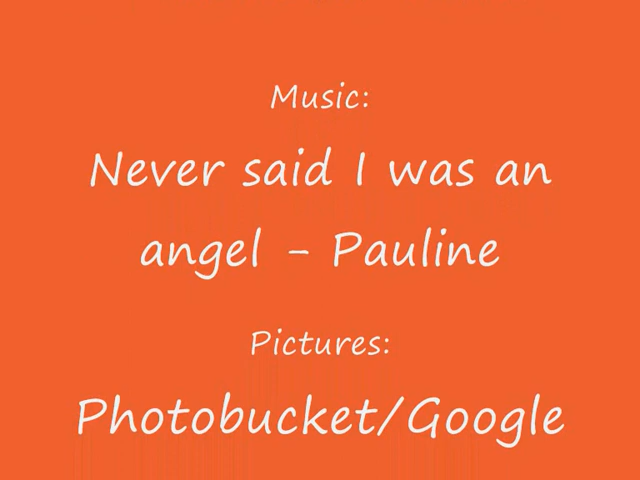 Music:
Never said I was an
angel - Pauline
Pictures:
Photobucket/Google